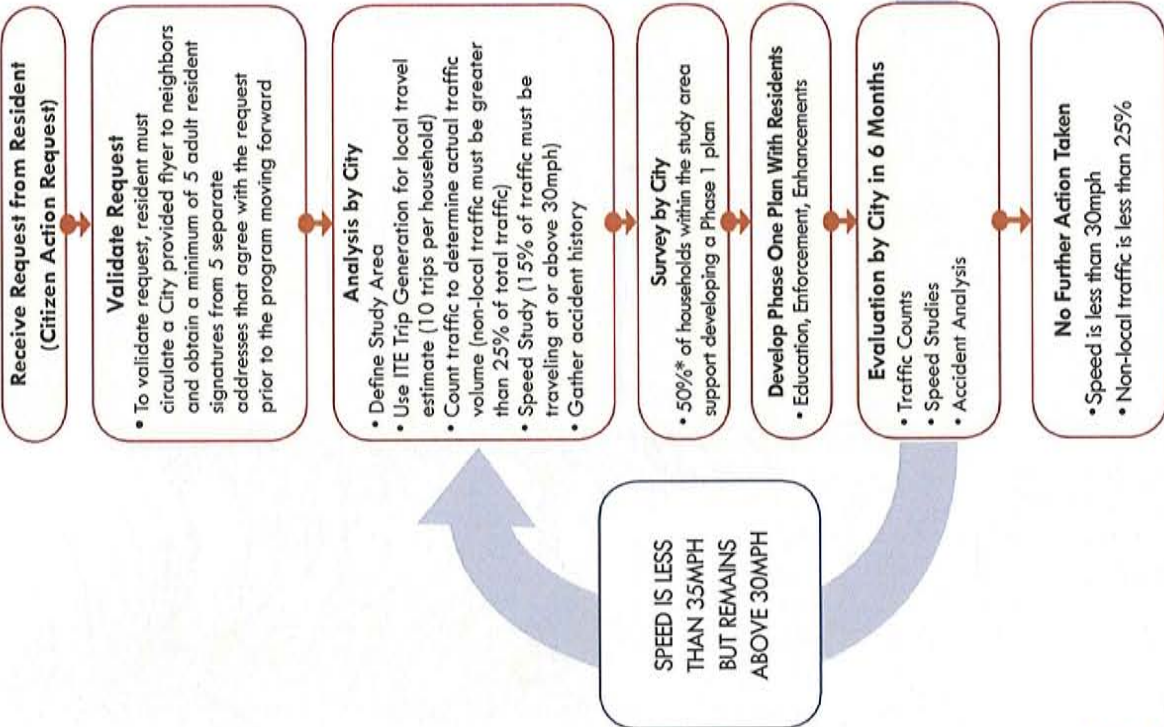 Receive Request from Resident
(Citizen Action Request)
Validate Request
• To validate request, resident must
circulate a City provided flyer to neighbors
and obtain a minimum of 5 adult resident
signatures from 5 separate
addresses that agree with the request
prior to the program moving forward
Analysis by City
• Define Study Area
• Use ITE Trip Generation for local travel
estimate (10 trips per household)
• Count traffic to determine actual traffic
volume (non-local traffic must be greater
than 25% of total traffic)
• Speed Study (15% of traffic must be
traveling at or above 30mph)
• Gather accident history
Survey by City
• 50%* of households within the study area
support developing a Phase 1 plan
Develop Phase One Plan With Residents
• Education, Enforcement, Enhancements
Evaluation by City in 6 Months
• Traffic Counts
• Speed Studies
• Accident Analysis
No Further Action Taken
• Speed is less than 30mph
• Non-local traffic is less than 25%
SPEED IS LESS
THAN 35MPH
BUT REMAINS
ABOVE 30MPH